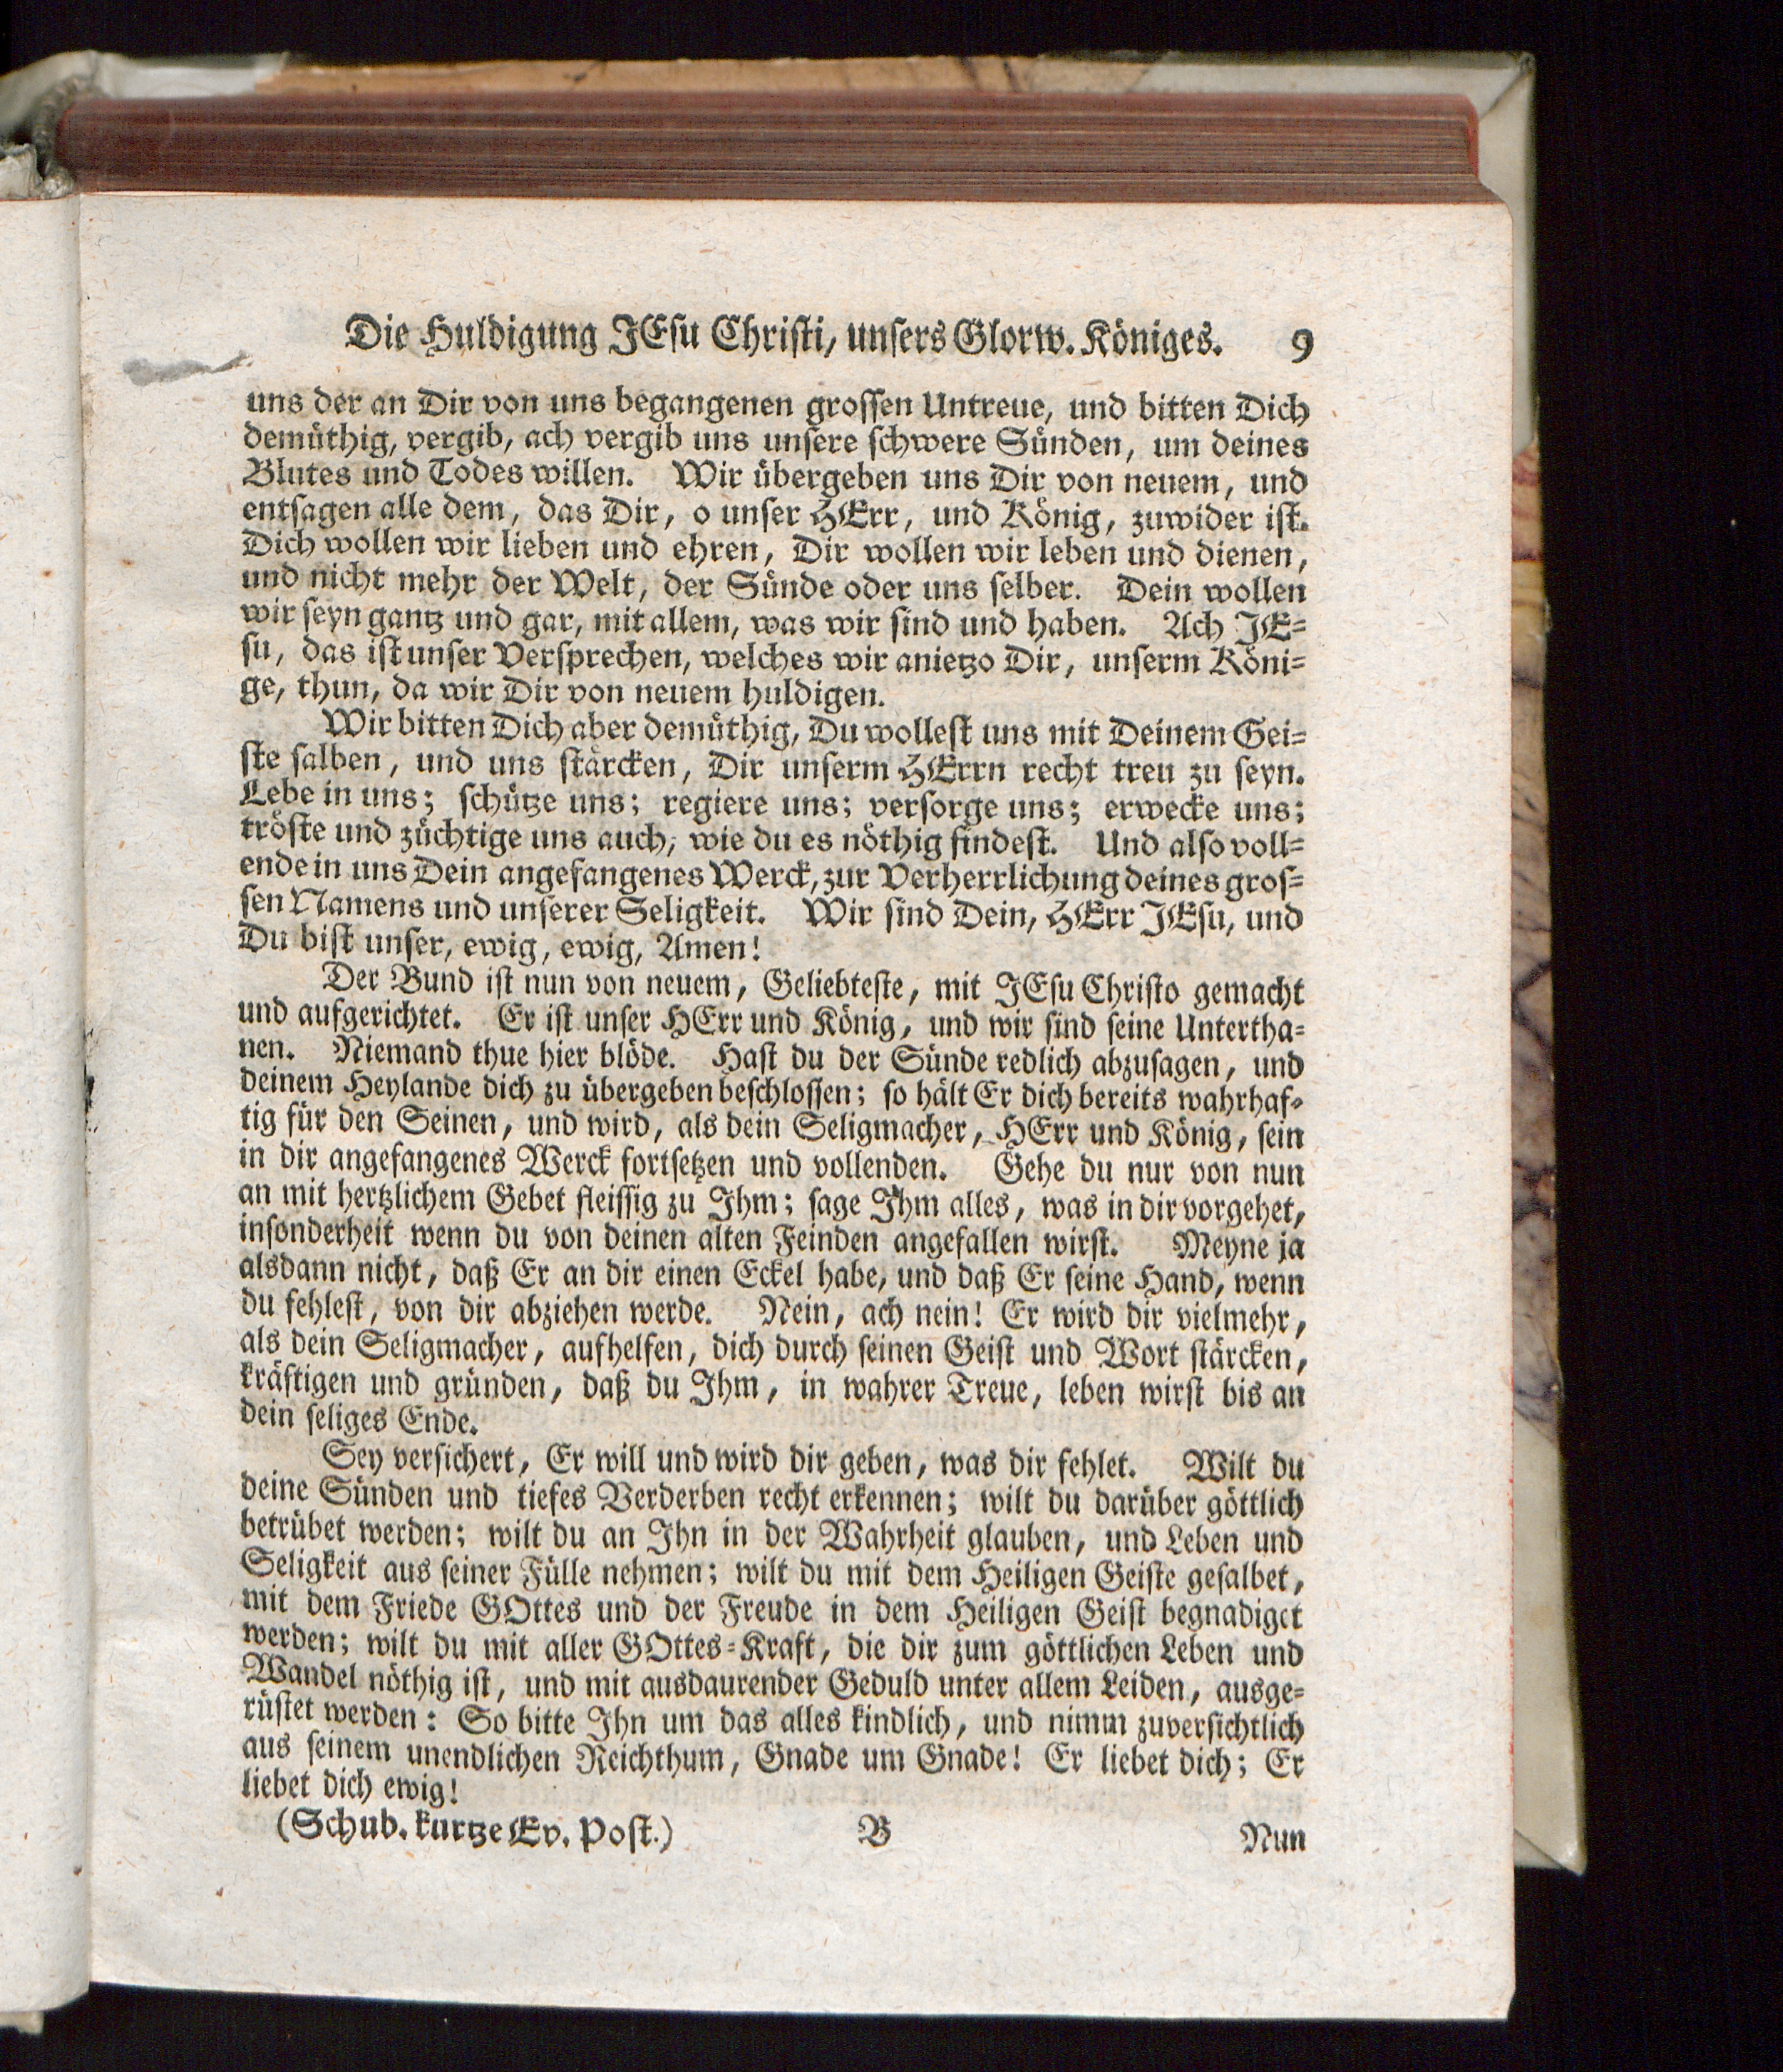 Die Huldigung JEsu Christi, unsers Glorw. Königes. 9
uns der an Dir von uns begangenen grossen Untreue, und bitten Dich
demüthig, vergib, ach vergib uns unsere schwere Sünden, um deines
Blutes und Todes willen. Wir übergeben uns Dir von neuem, und
entsagen alle dem, das Dir, o unser HErr, und König, zuwider ist.
Dich wollen wir lieben und ehren, Dir wollen wir leben und dienen,
und nicht mehr der Welt, der Sünde oder uns selber. Dein wollen
wir seyn gantz und gar, mit allem, was wir sind und haben. Ach JE-
su, das ist unser Versprechen, welches wir anietzo Dir, unserm Köni-
ge, thun, da wir Dir von neuem huldigen.
Wir bitten Dich aber demüthig, Du wollest uns mit Deinem Gei-
ste salben, und uns stärcken, Dir unserm HErrn recht treu zu seyn.
Lebe in uns; schütze uns; regiere uns; versorge uns; erwecke uns;
tröste und züchtige uns auch, wie du es nöthig findest. Und also voll-
ende in uns Dein angefangenes Werck, zur Verherrlichung deines gros-
sen Namens und unserer Seligkeit. Wir sind Dein, HErr JEsu, und
Du bist unser, ewig, ewig, Amen!
Der Bund ist nun von neuem, Geliebteste, mit JEsu Christo gemacht
und aufgerichtet. Er ist unser HErr und König, und wir sind seine Untertha-
nen. Niemand thue hier blöde. Hast du der Sünde redlich abzusagen, und
deinem Heylande dich zu übergeben beschlossen; so hält Er dich bereits wahrhaf-
tig für den Seinen, und wird, als dein Seligmacher, HErr und König, sein
in dir angefangenes Werck fortsetzen und vollenden. Gehe du nur von nun
an mit hertzlichem Gebet fleissig zu Ihm; sage Ihm alles, was in dir vorgehet,
insonderheit wenn du von deinen alten Feinden angefallen wirst. Meyne ja
alsdann nicht, daß Er an dir einen Eckel habe, und daß Er seine Hand, wenn
du fehlest, von dir abziehen werde. Nein, ach nein! Er wird dir vielmehr,
als dein Seligmacher, aufhelfen, dich durch seinen Geist und Wort stärcken,
kräftigen und gründen, daß du Ihm, in wahrer Treue, leben wirst bis an
dein seliges Ende.
Sey versichert, Er will und wird dir geben, was dir fehlet. Wilt du
deine Sünden und tiefes Verderben recht erkennen; wilt du darüber göttlich
betrübet werden; wilt du an Ihn in der Wahrheit glauben, und Leben und
Seligkeit aus seiner Fülle nehmen; wilt du mit dem Heiligen Geiste gesalbet,
mit dem Friede GOttes und der Freude in dem Heiligen Geist begnadiget
werden; wilt du mit aller GOttes-Kraft, die dir zum göttlichen Leben und
Wandel nöthig ist, und mit ausdaurender Geduld unter allem Leiden, ausge-
rüstet werden: So bitte Ihn um das alles kindlich, und nimm zuversichtlich
aus seinem unendlichen Reichthum, Gnade um Gnade! Er liebet dich; Er
liebet dich ewig!
(Schub. kurtze Ev. Post.) B Nun